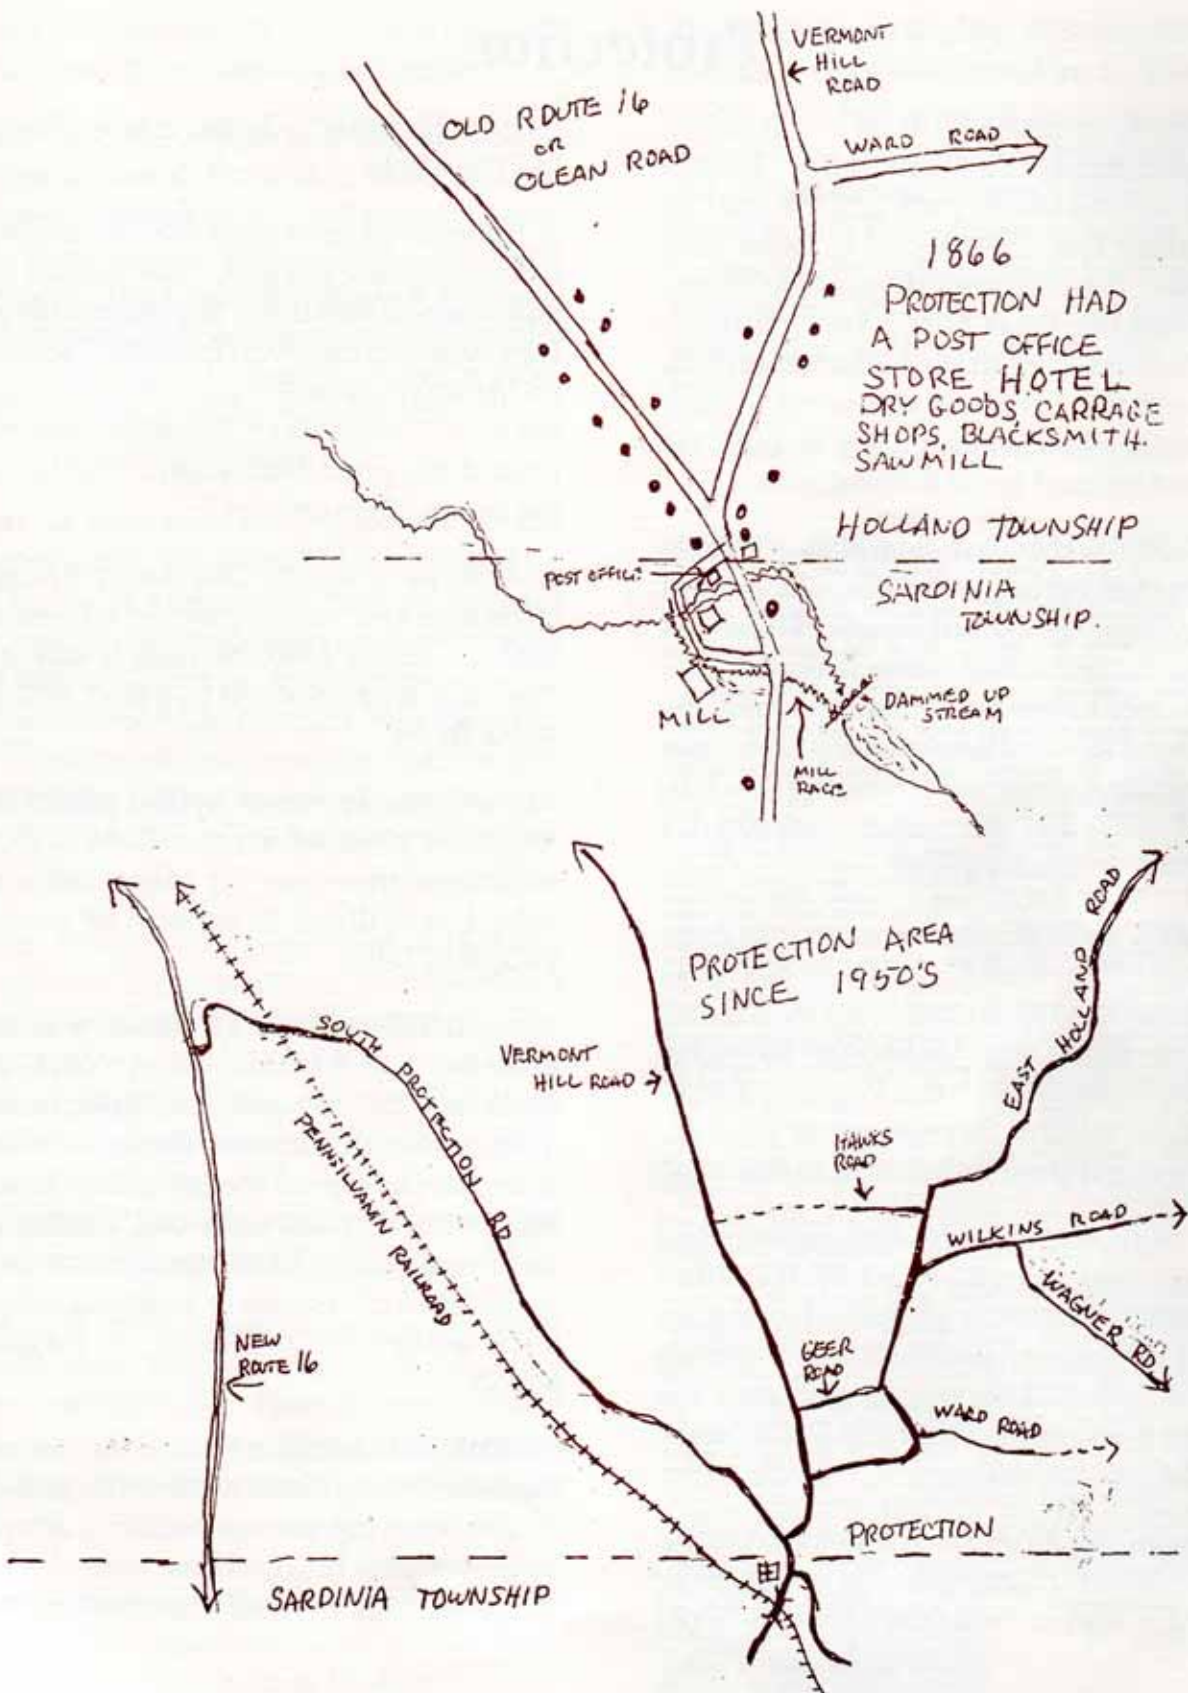 VERMONT
HILL
ROAD
OLD ROUTE 16
OR
OLEAN ROAD
WARD ROAD
1866
PROTECTION HAD
A POST OFFICE
STORE HOTEL
DRY GOODS, CARRAGE
SHOPS, BLACKSMITH.
SAWMILL
HOLLAND TOWNSHIP
POST OFFICE
SARDINIA
TOWNSHIP.
MILL
DAMMED UP
STREAM
MILL
RACE
PROTECTION AREA
SINCE 1950'S
EAST HOLLAND ROAD
SOUTH PROTECTION RD
VERMONT
HILL ROAD
PENNSILVANIA RAILROAD
HAWKS
ROAD
WILKINS ROAD
WAGNER RD.
NEW
ROUTE 16
GEER
ROAD
WARD ROAD
PROTECTION
SARDINIA TOWNSHIP